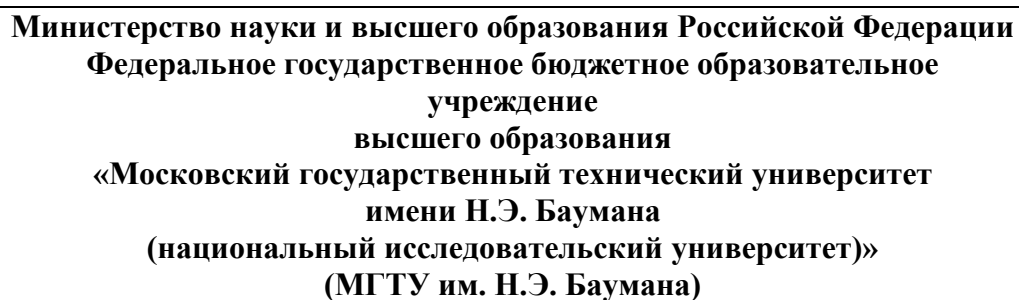 Министерство науки и высшего образования Российской Федерации
Федеральное государственное бюджетное образовательное
учреждение
высшего образования
«Московский государственный технический университет
имени Н.Э. Баумана
(национальный исследовательский университет)»
(МГТУ им. Н.Э. Баумана)